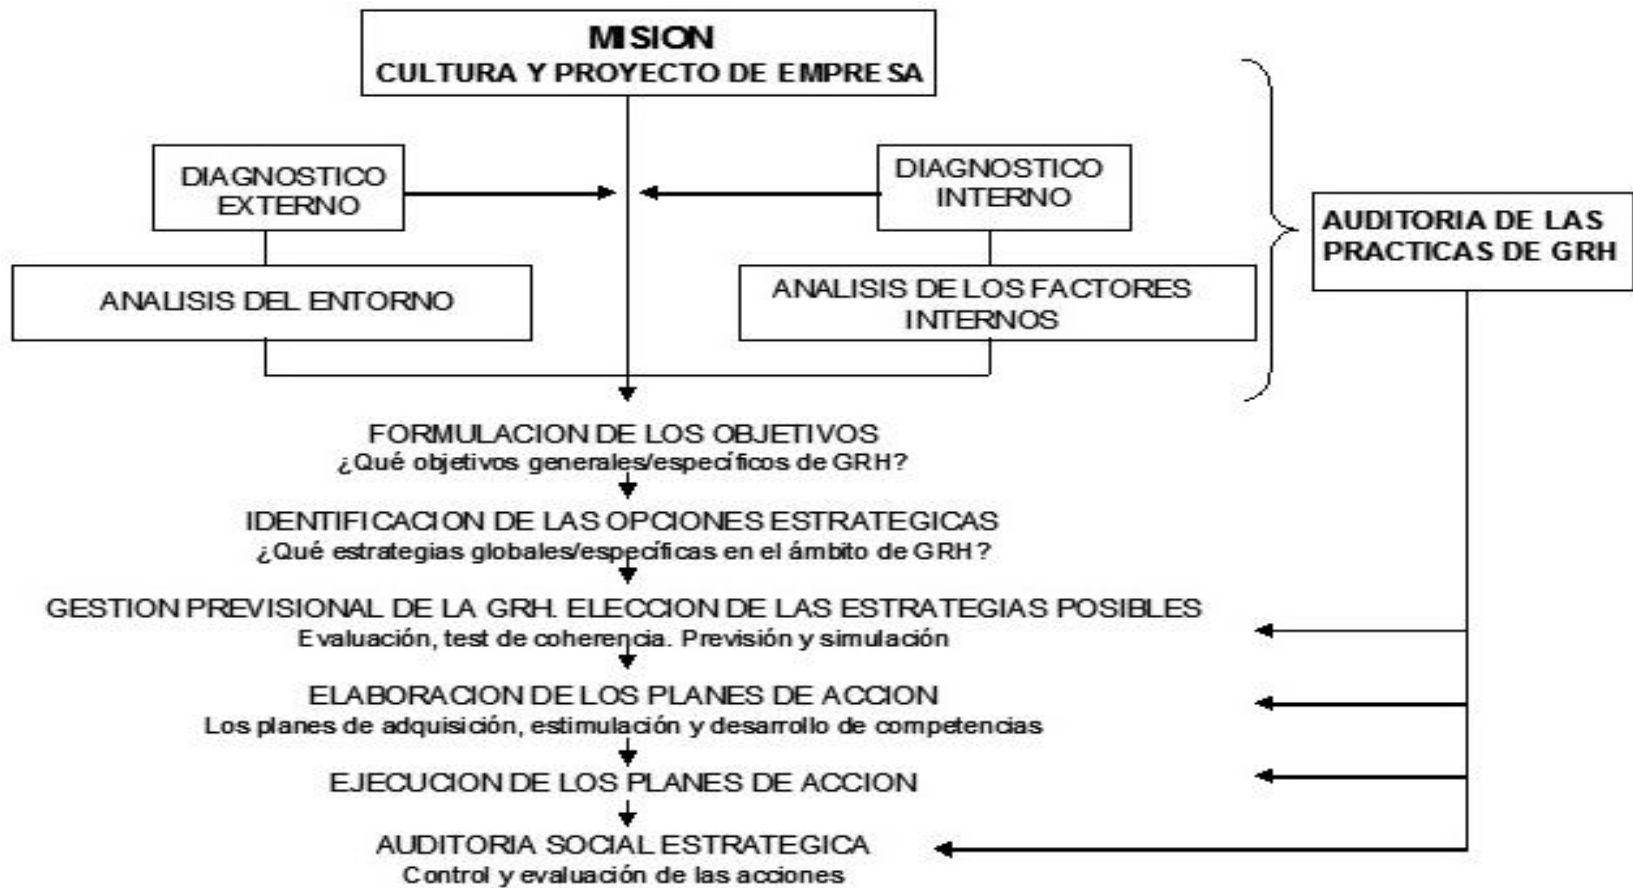 MISION
CULTURA Y PROYECTO DE EMPRESA
DIAGNOSTICO
EXTERNO
DIAGNOSTICO
INTERNO
AUDITORIA DE LAS
PRACTICAS DE GRH
ANALISIS DEL ENTORNO
ANALISIS DE LOS FACTORES
INTERNOS
FORMULACION DE LOS OBJETIVOS
¿Qué objetivos generales/específicos de GRH?
IDENTIFICACION DE LAS OPCIONES ESTRATEGICAS
¿Qué estrategias globales/específicas en el ámbito de GRH?
GESTION PREVISIONAL DE LA GRH. ELECCION DE LAS ESTRATEGIAS POSIBLES
Evaluación, test de coherencia. Previsión y simulación
ELABORACION DE LOS PLANES DE ACCION
Los planes de adquisición, estimulación y desarrollo de competencias
EJECUCION DE LOS PLANES DE ACCION
AUDITORIA SOCIAL ESTRATEGICA
Control y evaluación de las acciones